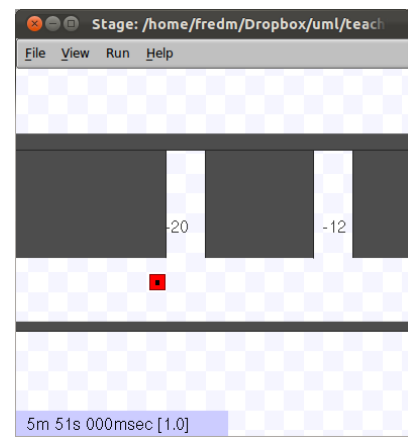 Stage: /home/fredm/Dropbox/uml/teach
File View Run Help
-20 -12
5m 51s 000msec [1.0]